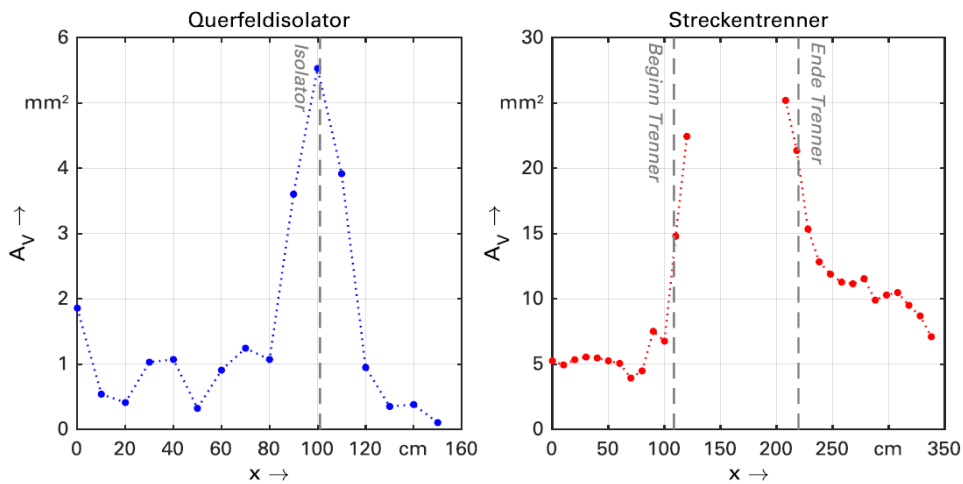 Querfeldisolator
6
mm²
4
3
2
1
0
A_V →
Isolator
0 20 40 60 80 100 120 cm 160
x →
Streckentrenner
30
mm²
20
15
10
5
0
A_V →
Beginn Trenner
Ende Trenner
0 50 100 150 200 250 cm 350
x →